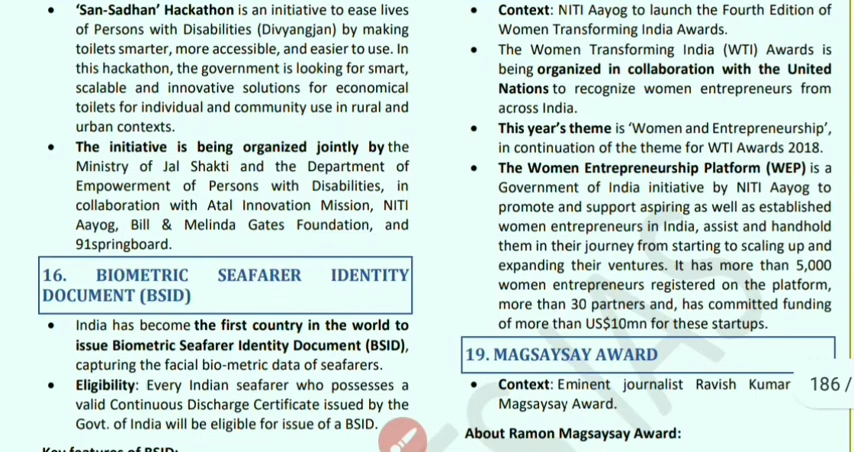 • ‘San-Sadhan’ Hackathon is an initiative to ease lives
of Persons with Disabilities (Divyangjan) by making
toilets smarter, more accessible, and easier to use. In
this hackathon, the government is looking for smart,
scalable and innovative solutions for economical
toilets for individual and community use in rural and
urban contexts.
• The initiative is being organized jointly by the
Ministry of Jal Shakti and the Department of
Empowerment of Persons with Disabilities, in
collaboration with Atal Innovation Mission, NITI
Aayog, Bill & Melinda Gates Foundation, and
91springboard.
16. BIOMETRIC SEAFARER IDENTITY
DOCUMENT (BSID)
• India has become the first country in the world to
issue Biometric Seafarer Identity Document (BSID),
capturing the facial bio-metric data of seafarers.
• Eligibility: Every Indian seafarer who possesses a
valid Continuous Discharge Certificate issued by the
Govt. of India will be eligible for issue of a BSID.
Key features of BSID:
• Context: NITI Aayog to launch the Fourth Edition of
Women Transforming India Awards.
• The Women Transforming India (WTI) Awards is
being organized in collaboration with the United
Nations to recognize women entrepreneurs from
across India.
• This year’s theme is ‘Women and Entrepreneurship’,
in continuation of the theme for WTI Awards 2018.
• The Women Entrepreneurship Platform (WEP) is a
Government of India initiative by NITI Aayog to
promote and support aspiring as well as established
women entrepreneurs in India, assist and handhold
them in their journey from starting to scaling up and
expanding their ventures. It has more than 5,000
women entrepreneurs registered on the platform,
more than 30 partners and, has committed funding
of more than US$10mn for these startups.
19. MAGSAYSAY AWARD
• Context: Eminent journalist Ravish Kumar
Magsaysay Award.
About Ramon Magsaysay Award:
186 /
IAS